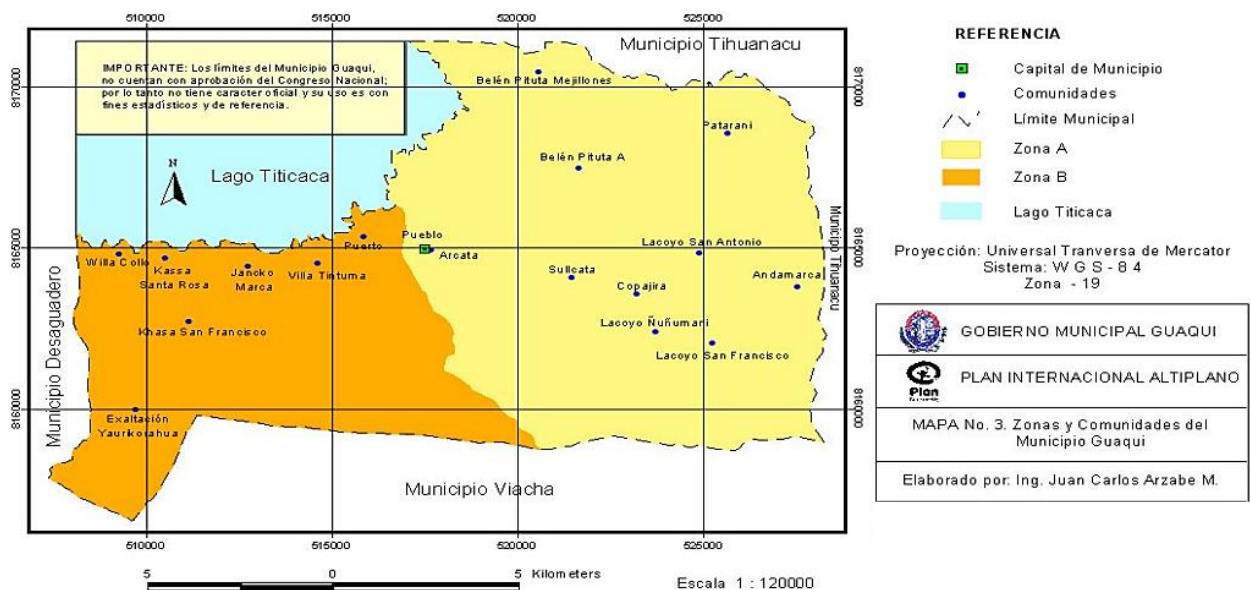 510000
515000
520000
525000
Municipio Tihuanacu
IMPORTANTE: Los límites del Municipio Guaqui,
no cuentan con aprobación del Congreso Nacional;
por lo tanto no tiene caracter oficial y su uso es con
fines estadísticos y de referencia.
8170000
8170000
Belén Pituta Mejillones
Patarani
Belén Pituta A
N
Lago Titicaca
8165000
8165000
Puerto
Pueblo
Arcata
Lacoyo San Antonio
Willa Collo
Kassa
Santa Rosa
Jancko
Marca
Villa Tintuma
Sullcata
Copajira
Andamarca
Municipio Tihuanacu
Khasa San Francisco
Lacoyo Ñuñumani
Lacoyo San Francisco
Municipio Desaguadero
8160000
8160000
Exaltación
Yaurikorahua
Municipio Viacha
510000
515000
520000
525000
5
0
5
Kilometers
Escala 1 : 120000
REFERENCIA
Capital de Municipio
Comunidades
Límite Municipal
Zona A
Zona B
Lago Titicaca
Proyección: Universal Tranversa de Mercator
Sistema: W G S - 8 4
Zona - 19
GOBIERNO MUNICIPAL GUAQUI
Plan
PLAN INTERNACIONAL ALTIPLANO
MAPA No. 3. Zonas y Comunidades del
Municipio Guaqui
Elaborado por: Ing. Juan Carlos Arzabe M.